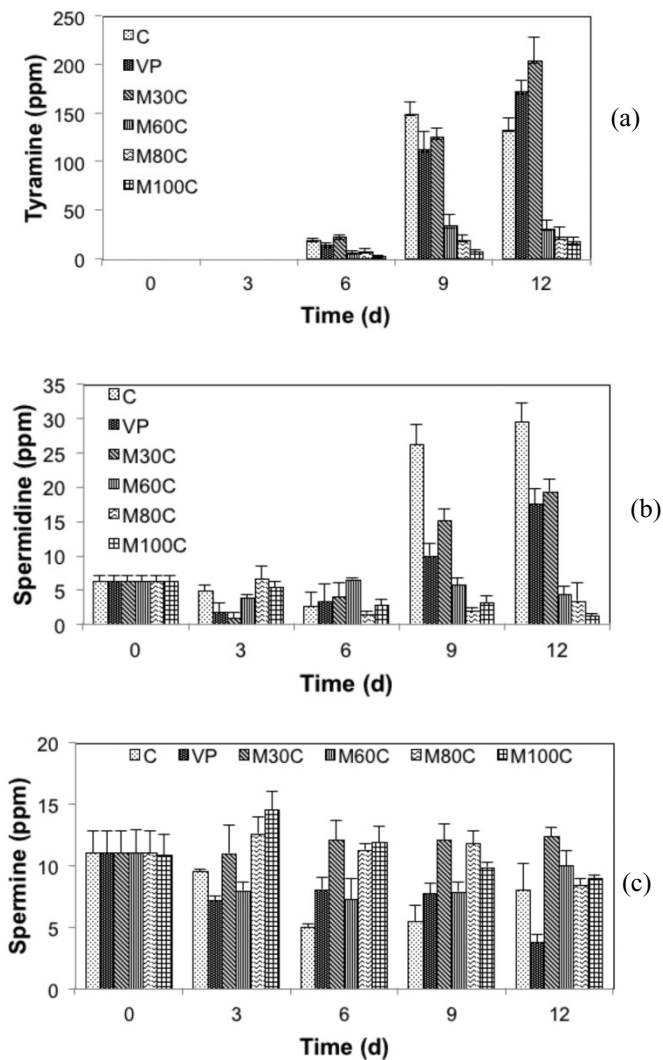 250
200
150
100
50
0
Tyramine (ppm)
C
VP
M30C
M60C
M80C
M100C
0 3 6 9 12
Time (d)
(a)
35
30
25
20
15
10
5
0
Spermidine (ppm)
C
VP
M30C
M60C
M80C
M100C
0 3 6 9 12
Time (d)
(b)
20
15
10
5
0
Spermine (ppm)
C VP M30C M60C M80C M100C
0 3 6 9 12
Time (d)
(c)